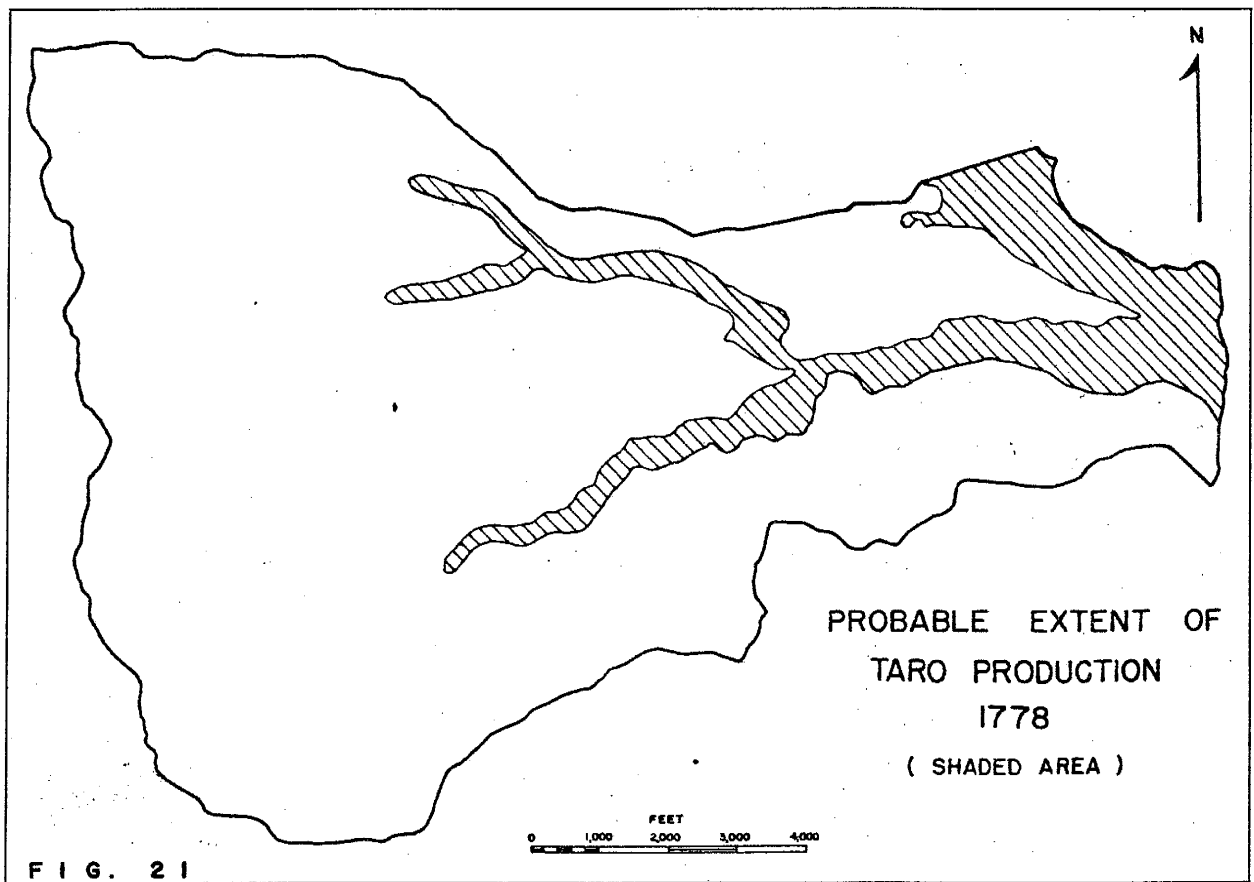 N
PROBABLE EXTENT OF
TARO PRODUCTION
1778
( SHADED AREA )
FEET
0 1,000 2,000 3,000 4,000
FIG. 21